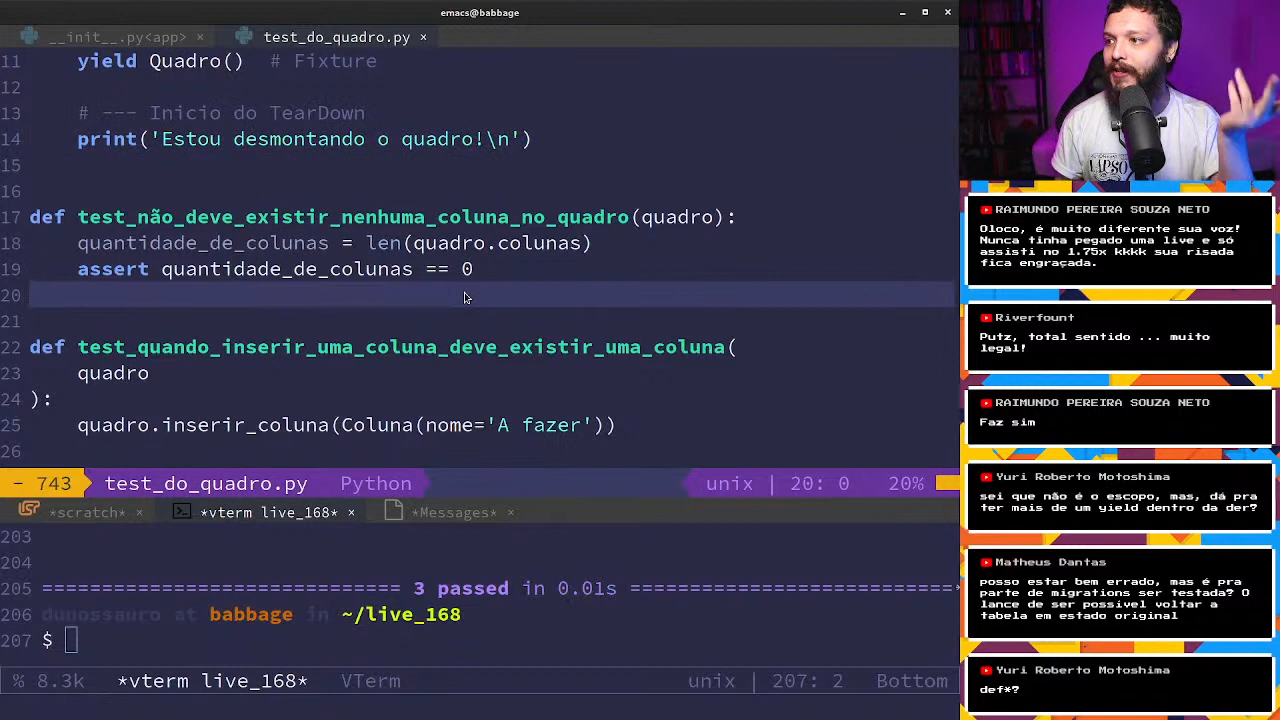 emacs@babbage
__init__.py<app> ×
test_do_quadro.py ×
11 yield Quadro() # Fixture
12
13 # --- Inicio do TearDown
14 print('Estou desmontando o quadro!\n')
15
16
17 def test_não_deve_existir_nenhuma_coluna_no_quadro(quadro):
18 quantidade_de_colunas = len(quadro.colunas)
19 assert quantidade_de_colunas == 0
20
21
22 def test_quando_inserir_uma_coluna_deve_existir_uma_coluna(
23 quadro
24 ):
25 quadro.inserir_coluna(Coluna(nome='A fazer'))
26
- 743 test_do_quadro.py Python unix | 20: 0 20%
*scratch* × *vterm live_168* × *Messages* ×
203
204
205 ============================== 3 passed in 0.01s ===========================
206 dunossauro at babbage in ~/live_168
207 $
% 8.3k *vterm live_168* VTerm unix | 207: 2 Bottom
RAIMUNDO PEREIRA SOUZA NETO
Oloco, é muito diferente sua voz!
Nunca tinha pegado uma live e só
assisti no 1.75x kkkk sua risada
fica engraçada.
Riverfount
Putz, total sentido ... muito
legal!
RAIMUNDO PEREIRA SOUZA NETO
Faz sim
Yuri Roberto Motoshima
sei que não é o escopo, mas, dá pra
ter mais de um yield dentro da der?
Matheus Dantas
posso estar bem errado, mas é pra
parte de migrations ser testada? O
lance de ser possível voltar a
tabela em estado original
Yuri Roberto Motoshima
def*?